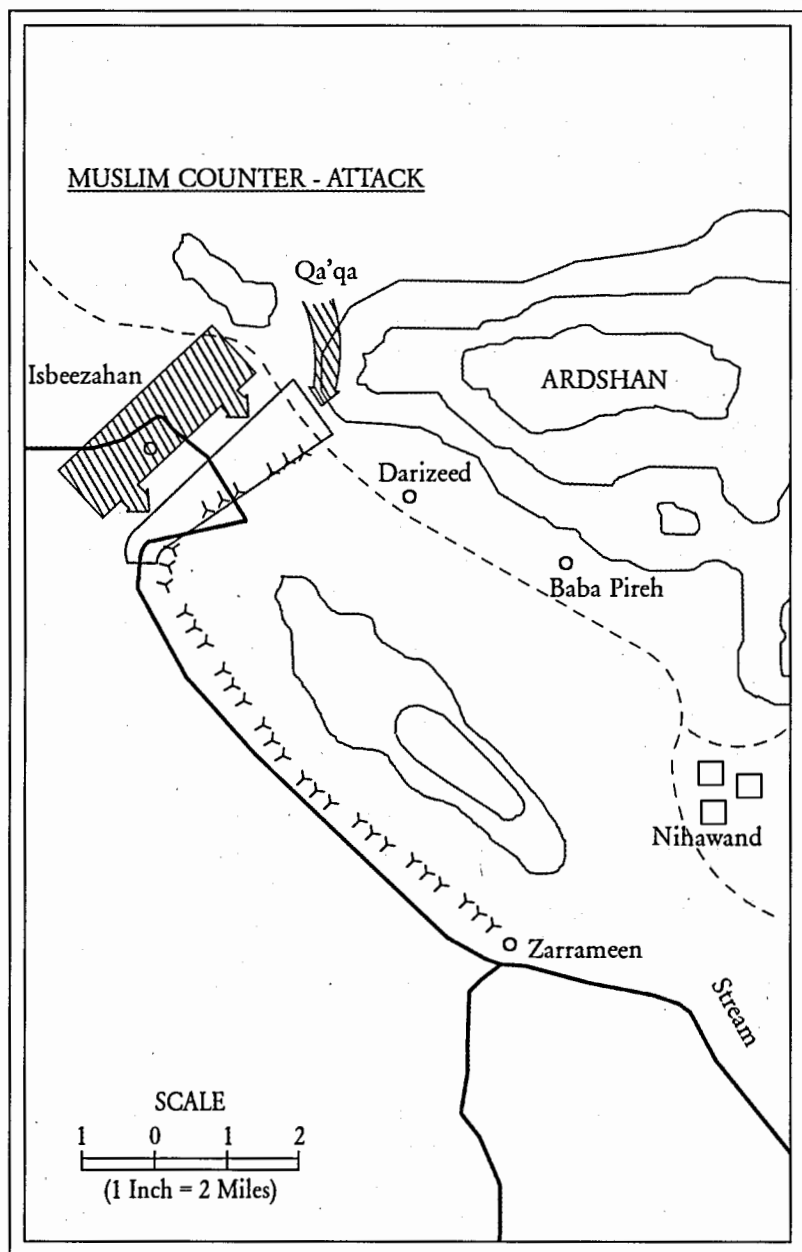 MUSLIM COUNTER - ATTACK
Qa'qa
Isbeezahan
ARDSHAN
Darizeed
Baba Pireh
Nihawand
Zarrameen
Stream
SCALE
1 0 1 2
(1 Inch = 2 Miles)